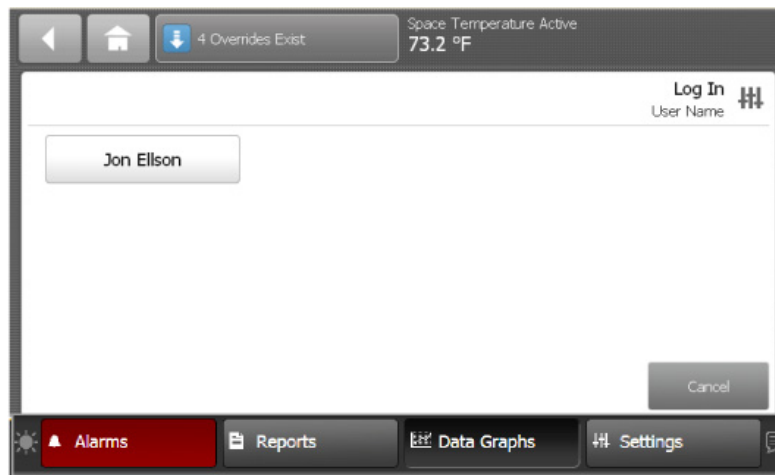 4 Overrides Exist
Space Temperature Active
73.2 °F
Log In
User Name
Jon Ellson
Cancel
Alarms
Reports
Data Graphs
Settings